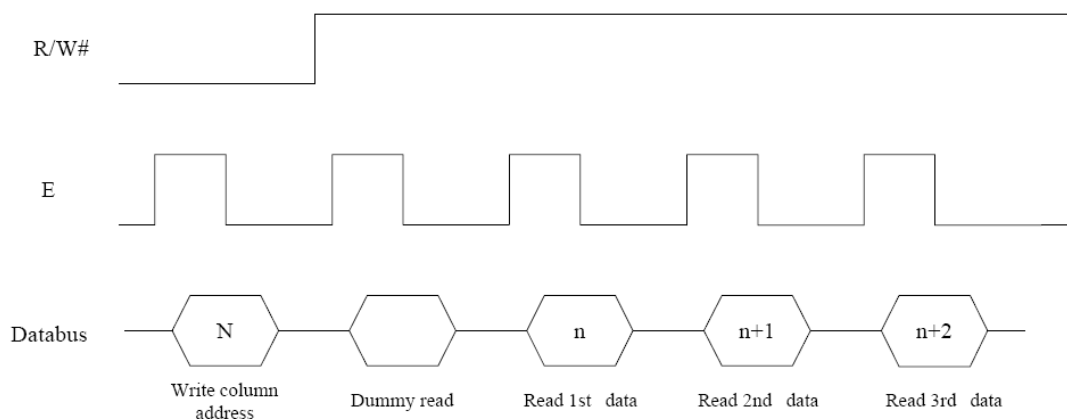 R/W#
E
Databus
N
n
n+1
n+2
Write column
address
Dummy read
Read 1st data
Read 2nd data
Read 3rd data